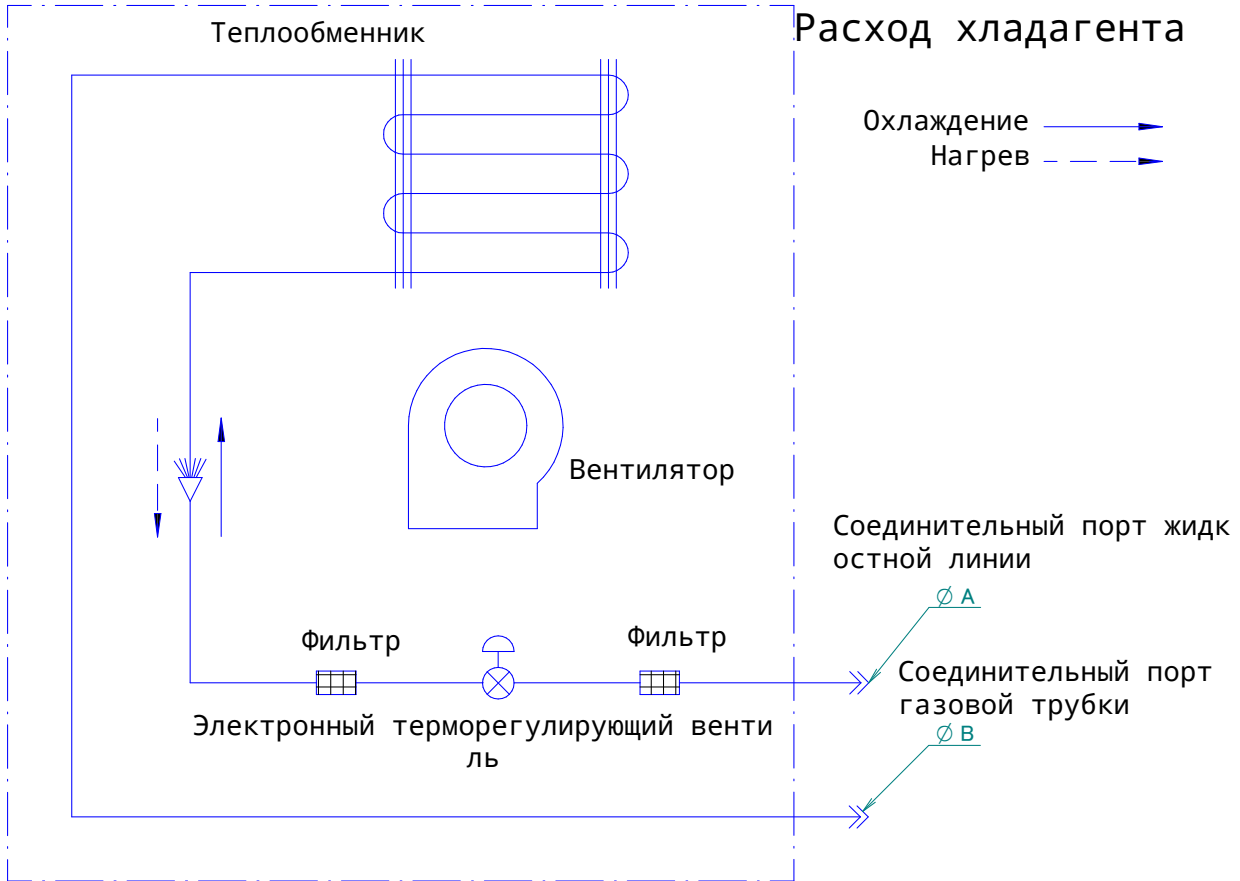 Теплообменник
Расход хладагента
Охлаждение
Нагрев
Вентилятор
Соединительный порт жидк
остной линии
∅ A
Фильтр
Фильтр
Соединительный порт
газовой трубки
Электронный терморегулирующий венти
ль
∅ B